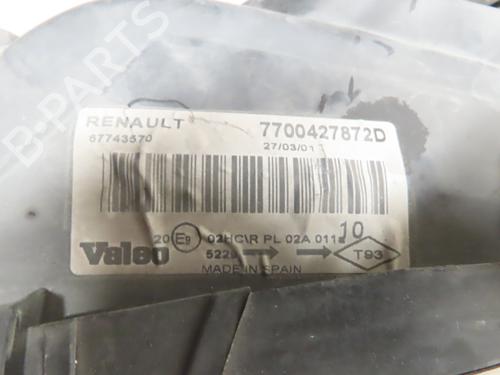 RENAULT 7700427872D
67743570 27/03/01
10
20 E9 02HC\R PL 02A 011
Valeo 522 T93
MADE IN SPAIN
B-PARTS